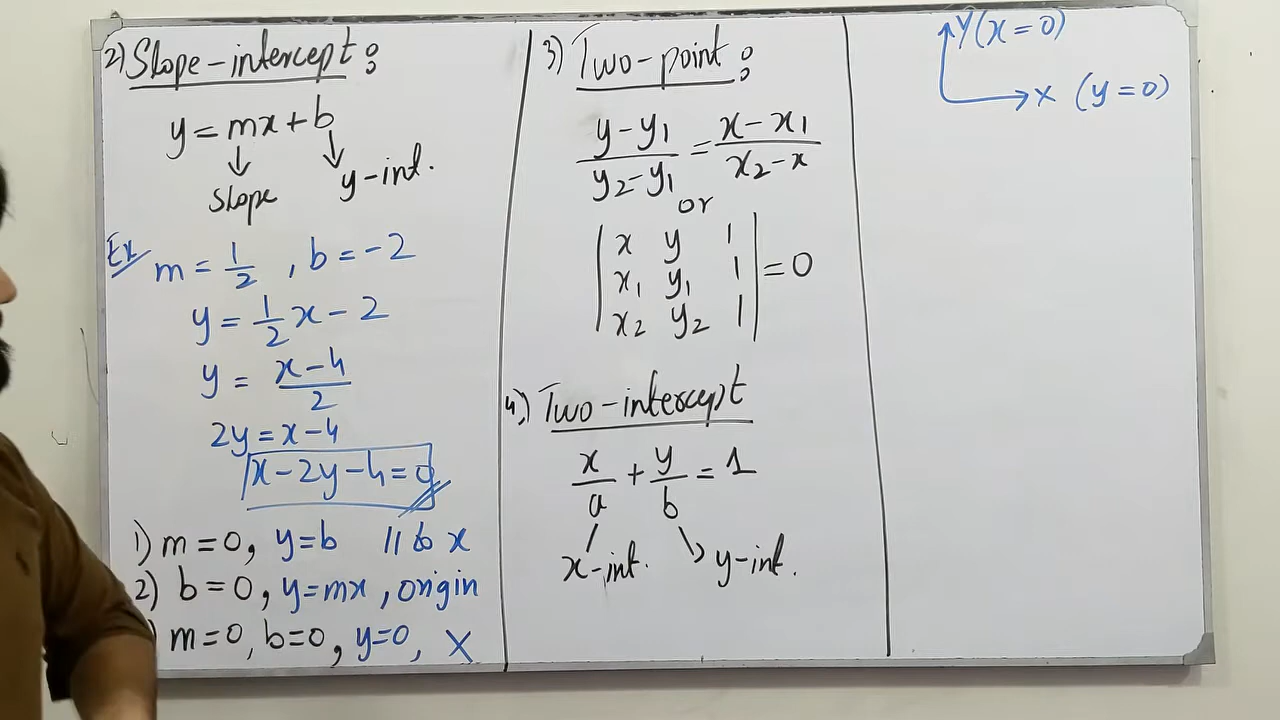 2) Slope-intercept:
y = mx + b
slope
y-int.
Ex m = 1/2 , b = -2
y = 1/2 x - 2
y = x-4/2
2y = x-4
x-2y-4=0
1) m=0, y=b // to x
2) b=0, y=mx, origin
) m=0, b=0, y=0, X
3) Two-point:
y-y₁/y₂-y₁ = x-x₁/x₂-x
or
| x y 1 |
| x₁ y₁ 1 | = 0
| x₂ y₂ 1 |
4) Two-intercept
x/a + y/b = 1
x-int. y-int.
Y (x=0)
X (y=0)